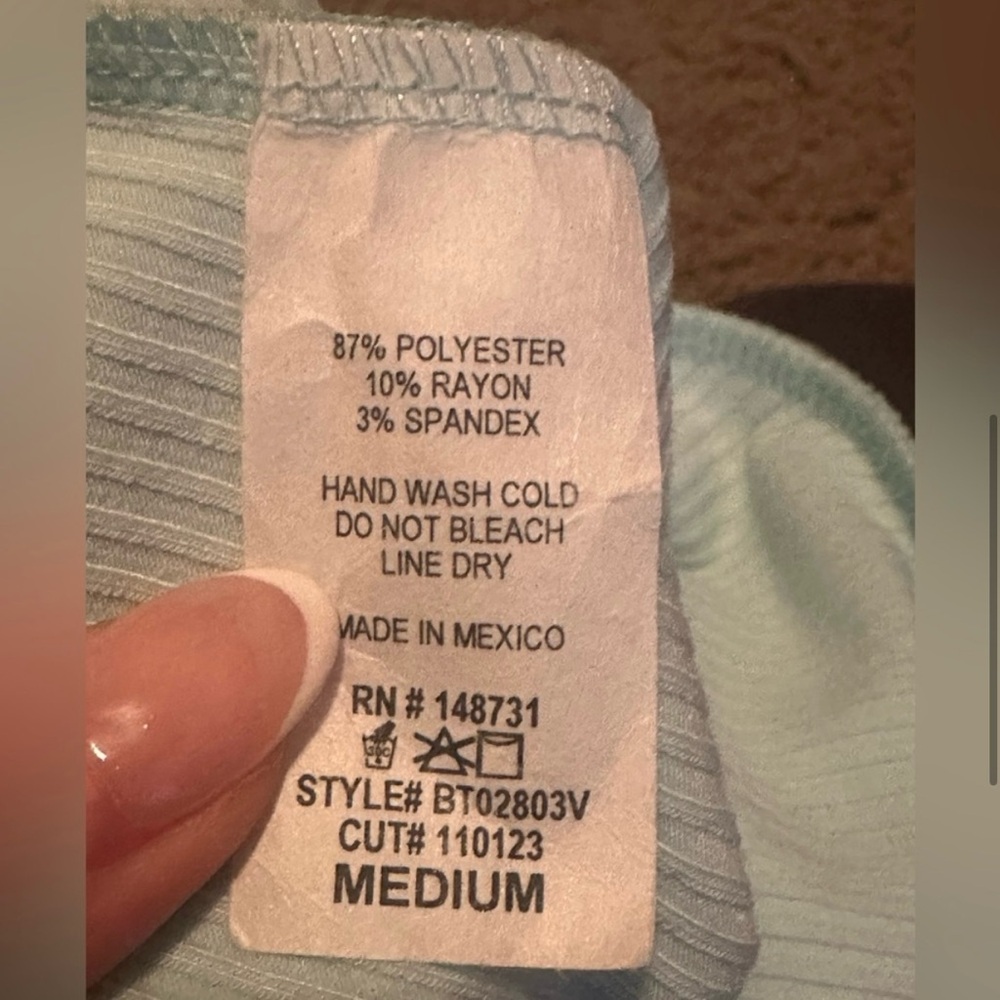 87% POLYESTER
10% RAYON
3% SPANDEX
HAND WASH COLD
DO NOT BLEACH
LINE DRY
MADE IN MEXICO
RN # 148731
STYLE# BT02803V
CUT# 110123
MEDIUM